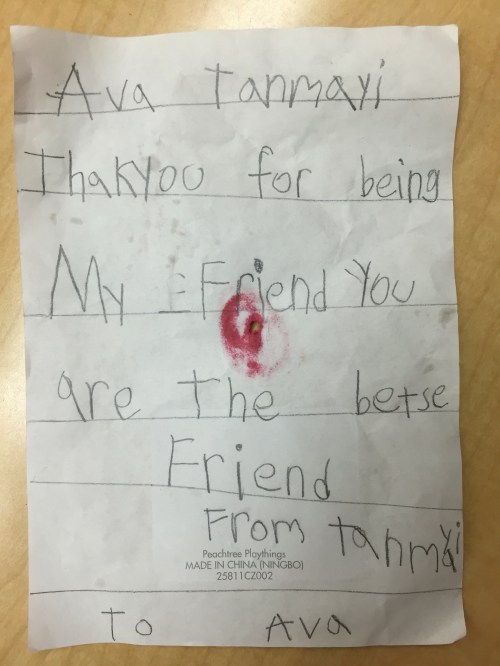 Ava Tanmayi
Thakyou for being
My Friend You
are The betse
Friend
From tanmayi
Peachtree Playthings
MADE IN CHINA (NINGBO)
25811CZ002
To Ava